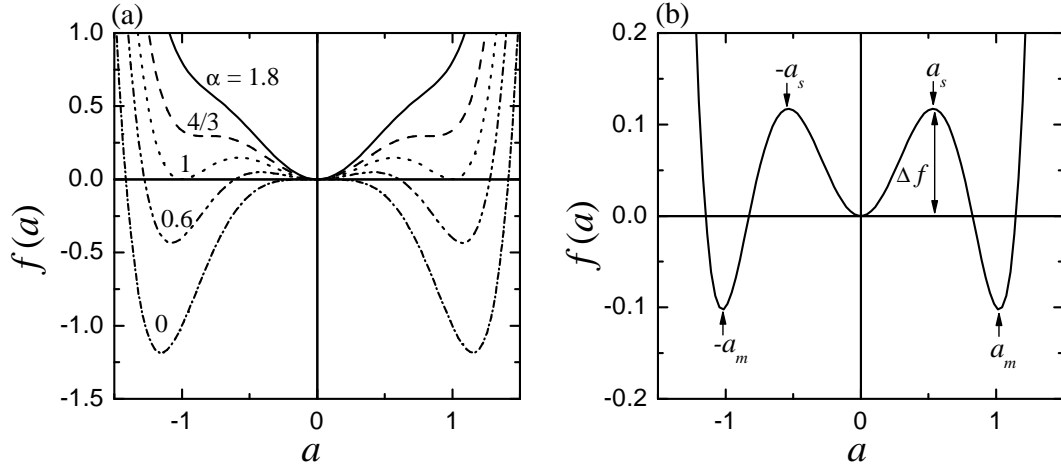 (a)
1.0
0.5
0.0
-0.5
-1.0
-1.5
-1
0
1
f (a)
a
α = 1.8
4/3
1
0.6
0
(b)
0.2
0.1
0.0
-0.1
-0.2
-1
0
1
f (a)
a
-a_s
a_s
Δf
-a_m
a_m